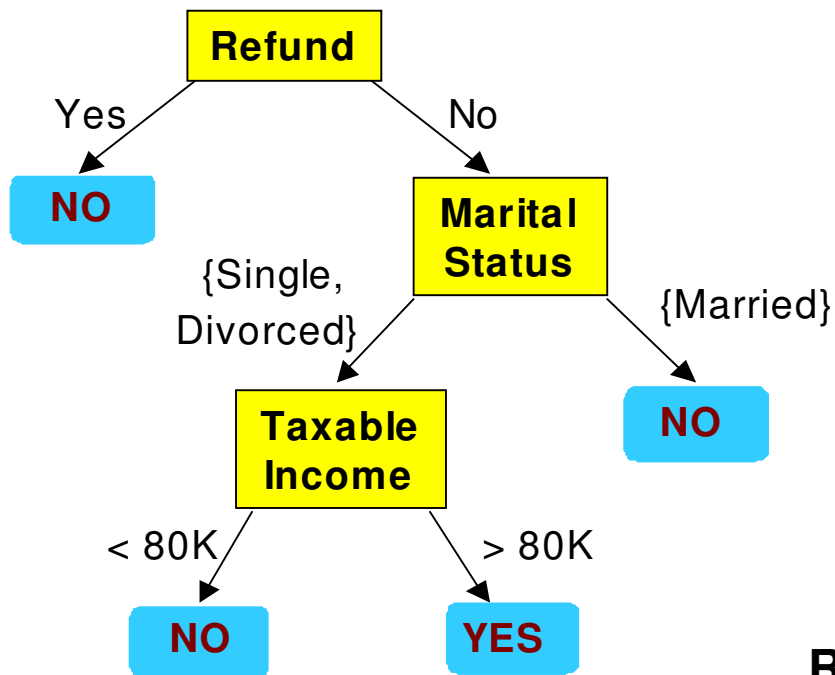 Refund
Yes
No
NO
Marital
Status
{Single,
Divorced}
{Married}
Taxable
Income
NO
< 80K
> 80K
NO
YES